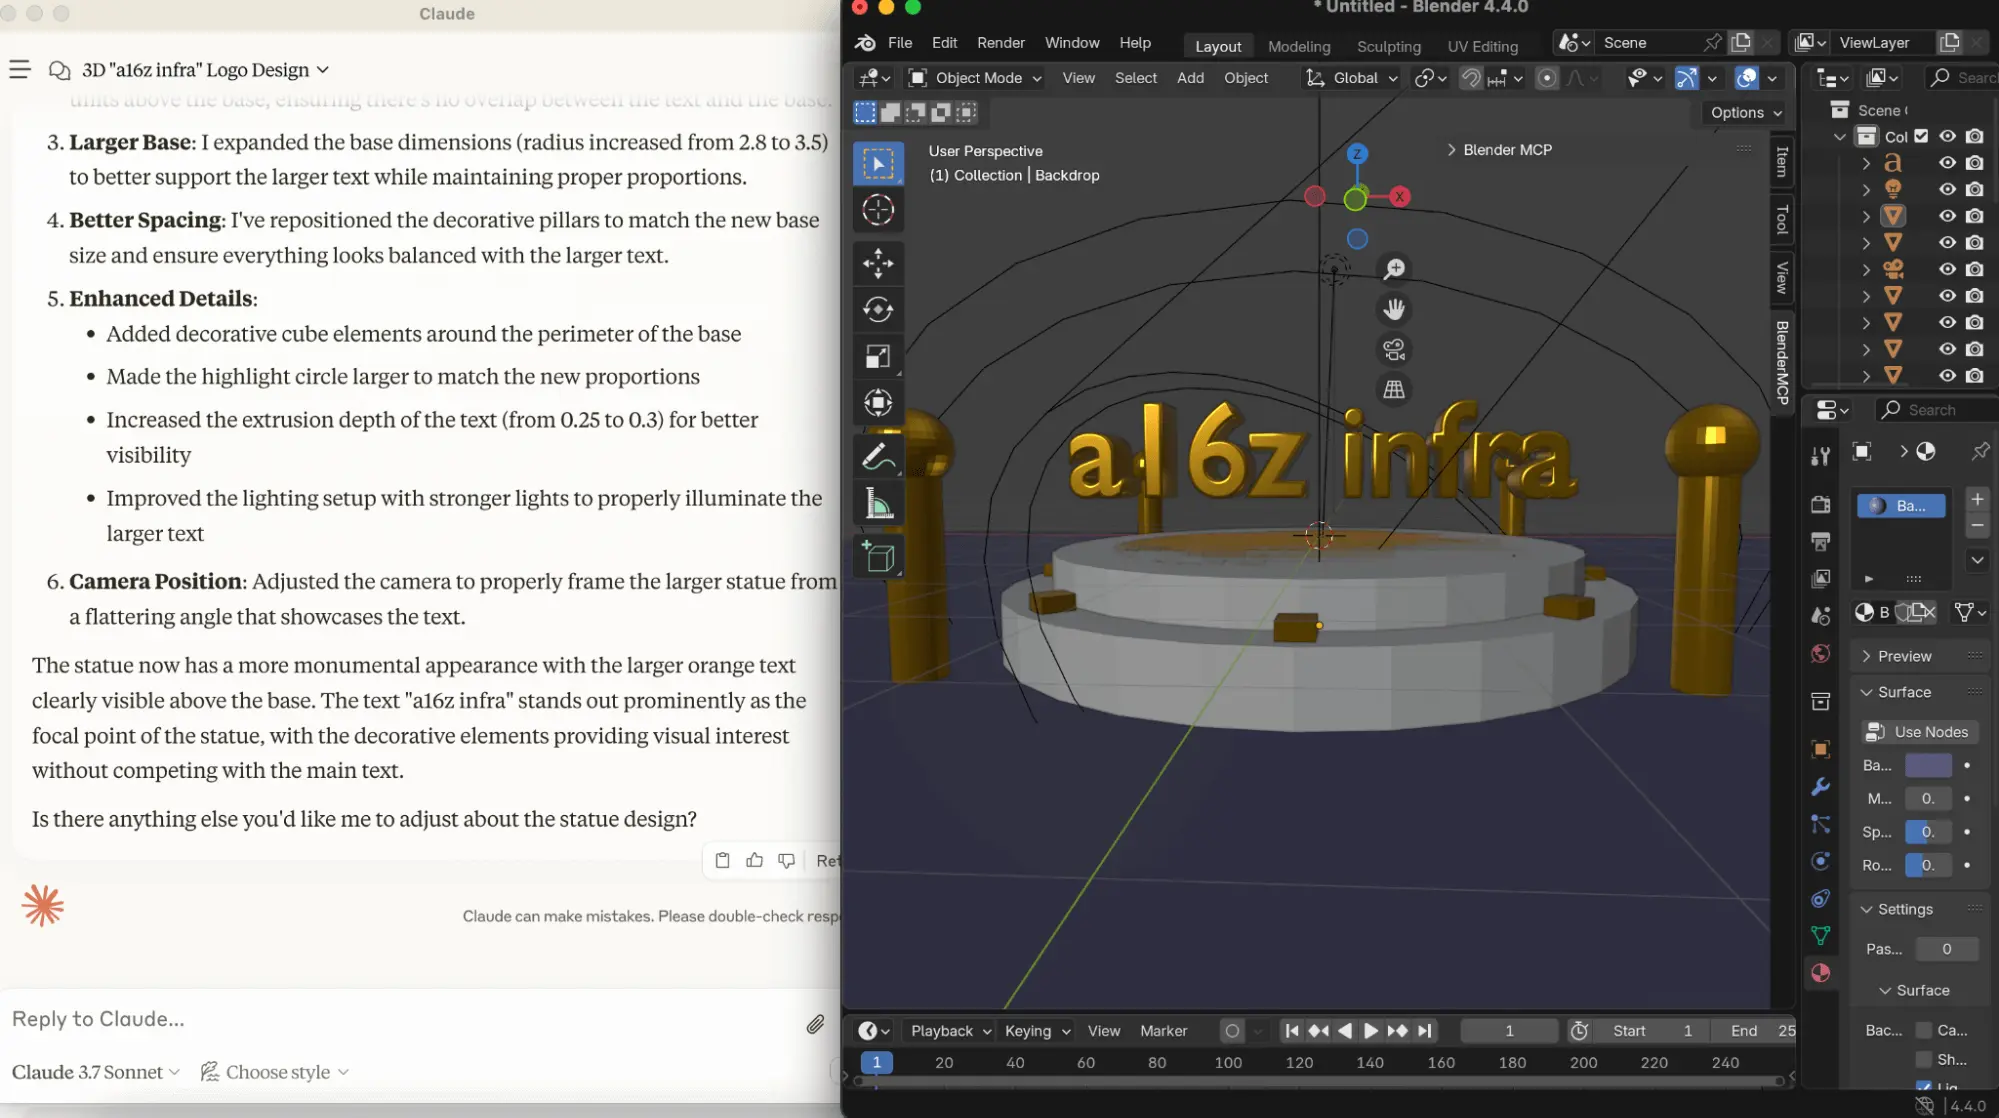 Claude
3D "a16z infra" Logo Design
units above the base, ensuring there's no overlap between the text and the base.
3. Larger Base: I expanded the base dimensions (radius increased from 2.8 to 3.5)
to better support the larger text while maintaining proper proportions.
4. Better Spacing: I've repositioned the decorative pillars to match the new base
size and ensure everything looks balanced with the larger text.
5. Enhanced Details:
• Added decorative cube elements around the perimeter of the base
• Made the highlight circle larger to match the new proportions
• Increased the extrusion depth of the text (from 0.25 to 0.3) for better
visibility
• Improved the lighting setup with stronger lights to properly illuminate the
larger text
6. Camera Position: Adjusted the camera to properly frame the larger statue from
a flattering angle that showcases the text.
The statue now has a more monumental appearance with the larger orange text
clearly visible above the base. The text "a16z infra" stands out prominently as the
focal point of the statue, with the decorative elements providing visual interest
without competing with the main text.
Is there anything else you'd like me to adjust about the statue design?
Ret
Claude can make mistakes. Please double-check resp
Reply to Claude...
Claude 3.7 Sonnet
Choose style
* Untitled - Blender 4.4.0
File Edit Render Window Help
Layout Modeling Sculpting UV Editing
Scene
ViewLayer
Object Mode View Select Add Object
Global
Options
User Perspective
(1) Collection | Backdrop
Blender MCP
Z
X
Item
Tool
View
BlenderMCP
a16z infra
Playback Keying View Marker
1
Start 1
End 25
1 20 40 60 80 100 120 140 160 180 200 220 240
Search
Scene
Col
Search
Ba...
B
Preview
Surface
Use Nodes
Ba...
M... 0.
Sp... 0.
Ro... 0.
Settings
Pas... 0
Surface
Bac... Ca...
Sh...
4.4.0